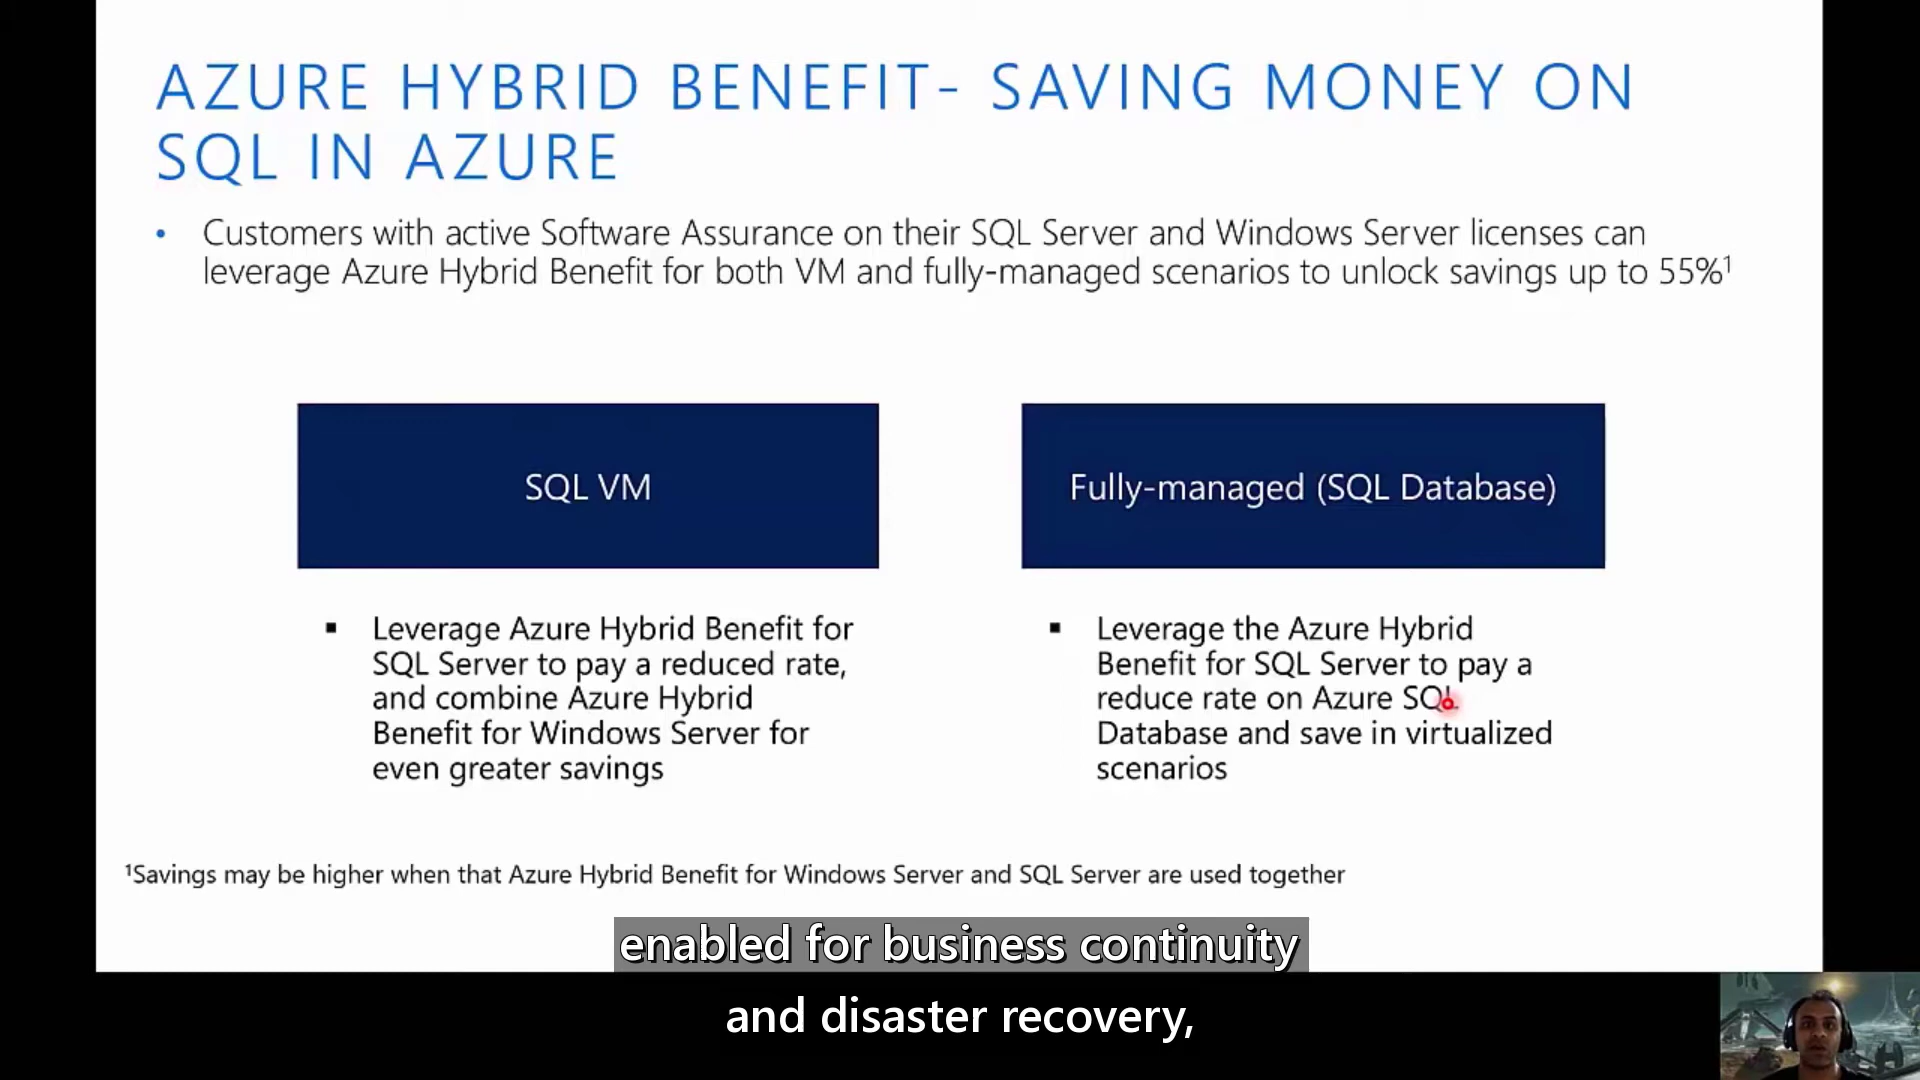 AZURE HYBRID BENEFIT- SAVING MONEY ON
SQL IN AZURE
• Customers with active Software Assurance on their SQL Server and Windows Server licenses can
leverage Azure Hybrid Benefit for both VM and fully-managed scenarios to unlock savings up to 55%¹
SQL VM
▪ Leverage Azure Hybrid Benefit for
SQL Server to pay a reduced rate,
and combine Azure Hybrid
Benefit for Windows Server for
even greater savings
Fully-managed (SQL Database)
▪ Leverage the Azure Hybrid
Benefit for SQL Server to pay a
reduce rate on Azure SQL
Database and save in virtualized
scenarios
¹Savings may be higher when that Azure Hybrid Benefit for Windows Server and SQL Server are used together
enabled for business continuity
and disaster recovery,